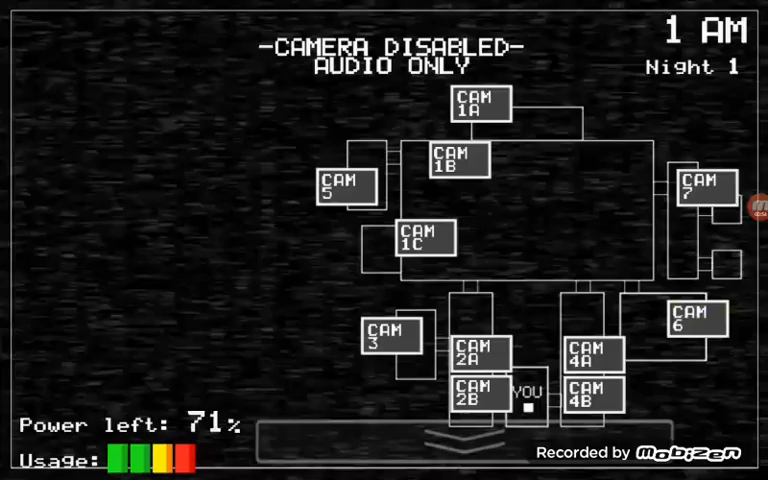 1 AM
-CAMERA DISABLED-
AUDIO ONLY
Night 1
CAM
1A
CAM
1B
CAM
5
CAM
7
CAM
1C
CAM
6
CAM
3
CAM
2A
CAM
4A
CAM
2B
YOU
CAM
4B
Power left: 71%
Usage:
Recorded by Mobizen